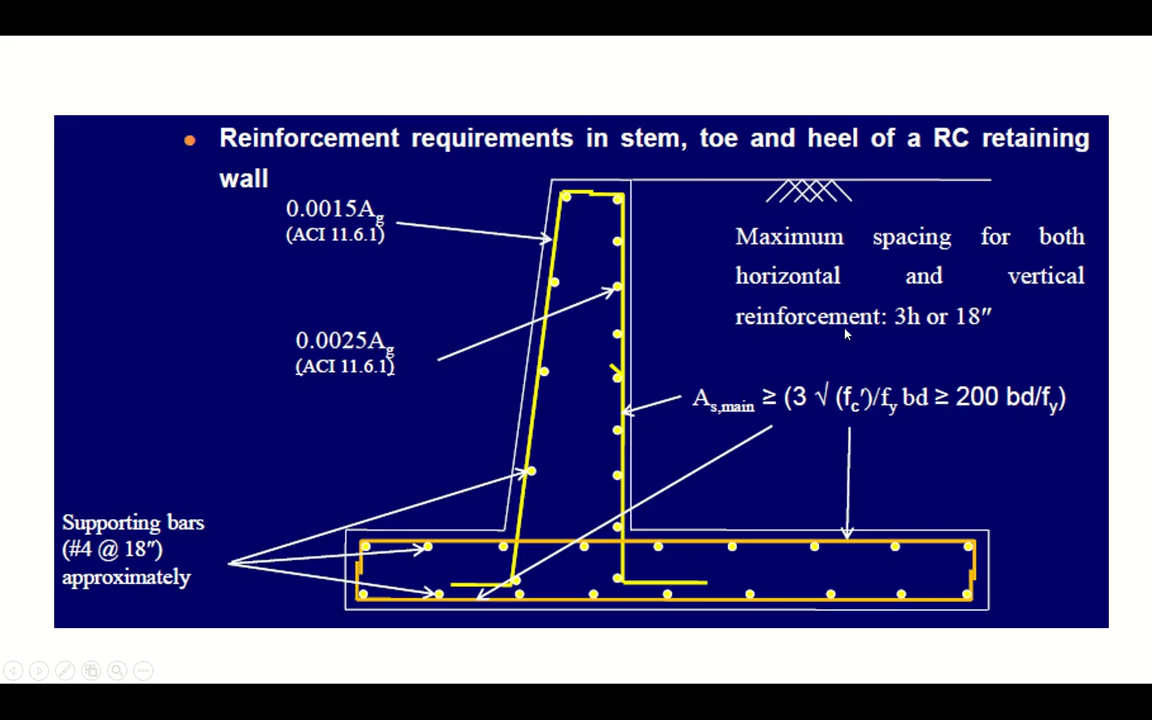 Reinforcement requirements in stem, toe and heel of a RC retaining
wall
0.0015Ag
(ACI 11.6.1)
Maximum spacing for both
horizontal and vertical
reinforcement: 3h or 18″
0.0025Ag
(ACI 11.6.1)
As,main ≥ (3 √ (fc′)/fy bd ≥ 200 bd/fy)
Supporting bars
(#4 @ 18″)
approximately